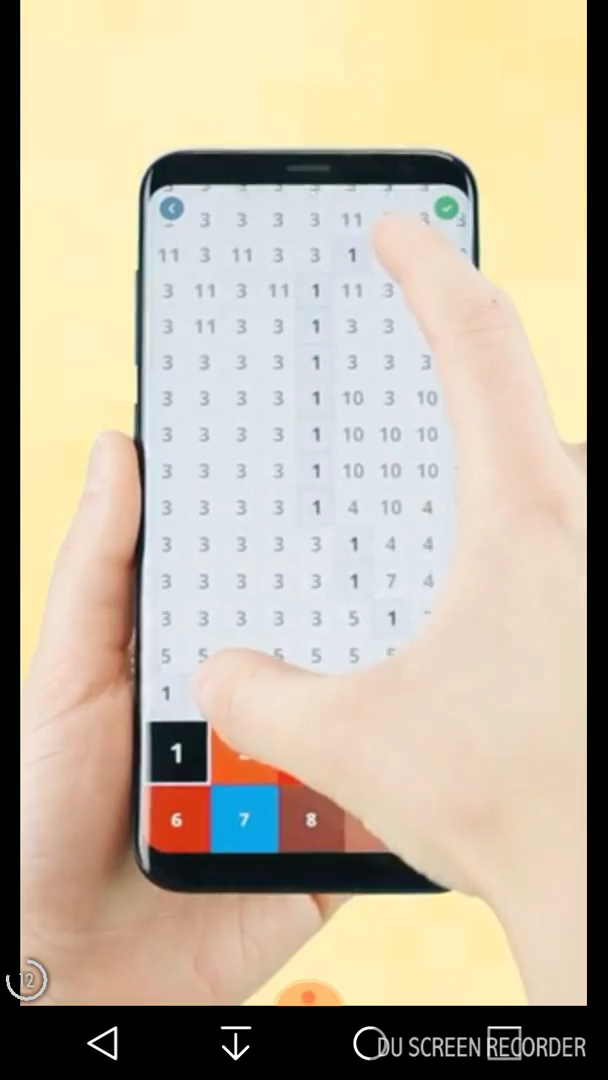 3 3 3 3 11 3
11 3 11 3 3 1
3 11 3 11 1 11 3
3 11 3 3 1 3 3
3 3 3 3 1 3 3 3
3 3 3 3 1 10 3 10
3 3 3 3 1 10 10 10
3 3 3 3 1 10 10 10
3 3 3 3 1 4 10 4
3 3 3 3 3 1 4 4
3 3 3 3 3 1 7 4
3 3 3 3 3 5 1
5 5 5 5 5
1
1
6 7 8
12
DU SCREEN RECORDER